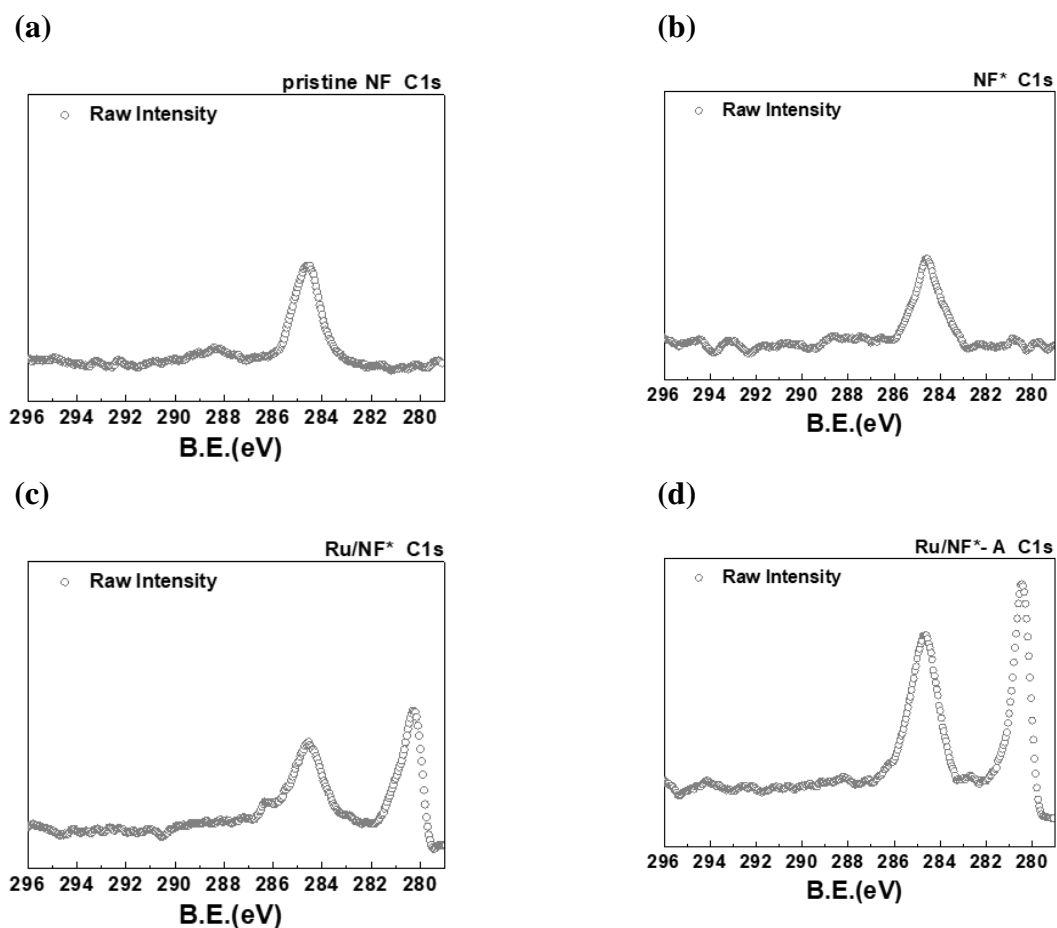 (a)
pristine NF C1s
Raw Intensity
296 294 292 290 288 286 284 282 280
B.E.(eV)
(b)
NF* C1s
Raw Intensity
296 294 292 290 288 286 284 282 280
B.E.(eV)
(c)
Ru/NF* C1s
Raw Intensity
296 294 292 290 288 286 284 282 280
B.E.(eV)
(d)
Ru/NF*- A C1s
Raw Intensity
296 294 292 290 288 286 284 282 280
B.E.(eV)